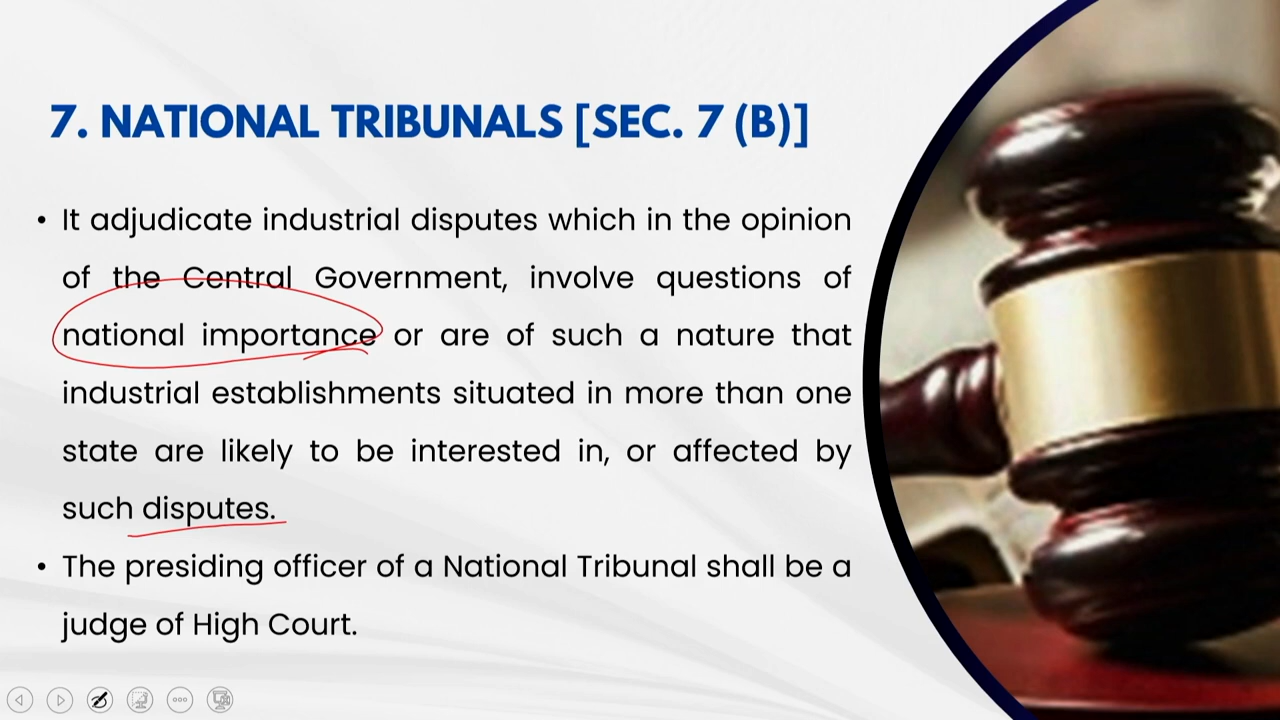 7. NATIONAL TRIBUNALS [SEC. 7 (B)]
• It adjudicate industrial disputes which in the opinion
of the Central Government, involve questions of
national importance or are of such a nature that
industrial establishments situated in more than one
state are likely to be interested in, or affected by
such disputes.
• The presiding officer of a National Tribunal shall be a
judge of High Court.